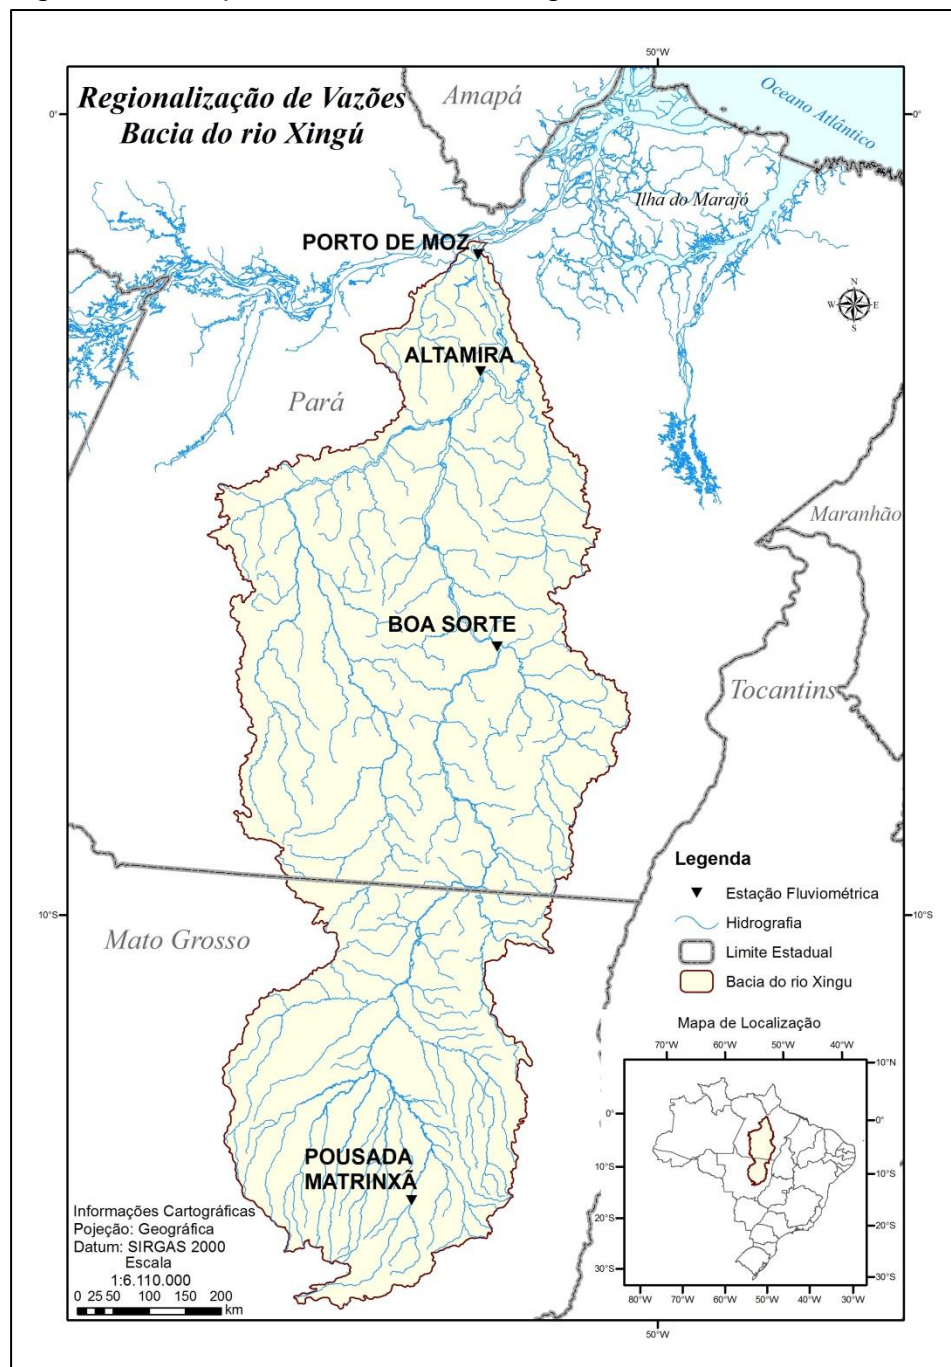 50°W
Regionalização de Vazões
Bacia do rio Xingú
Amapá
Oceano Atlântico
0°
0°
Ilha do Marajó
PORTO DE MOZ
N
W
E
S
ALTAMIRA
Pará
Maranhão
BOA SORTE
Tocantins
Legenda
Estação Fluviométrica
Hidrografia
Limite Estadual
Bacia do rio Xingu
10°S
10°S
Mato Grosso
Mapa de Localização
70°W 60°W 50°W 40°W
10°N
0°
0°
10°S
10°S
20°S
20°S
30°S
30°S
80°W 70°W 60°W 50°W 40°W 30°W
POUSADA
MATRINXÃ
Informações Cartográficas
Pojeção: Geográfica
Datum: SIRGAS 2000
Escala
1:6.110.000
0 25 50 100 150 200
km
50°W